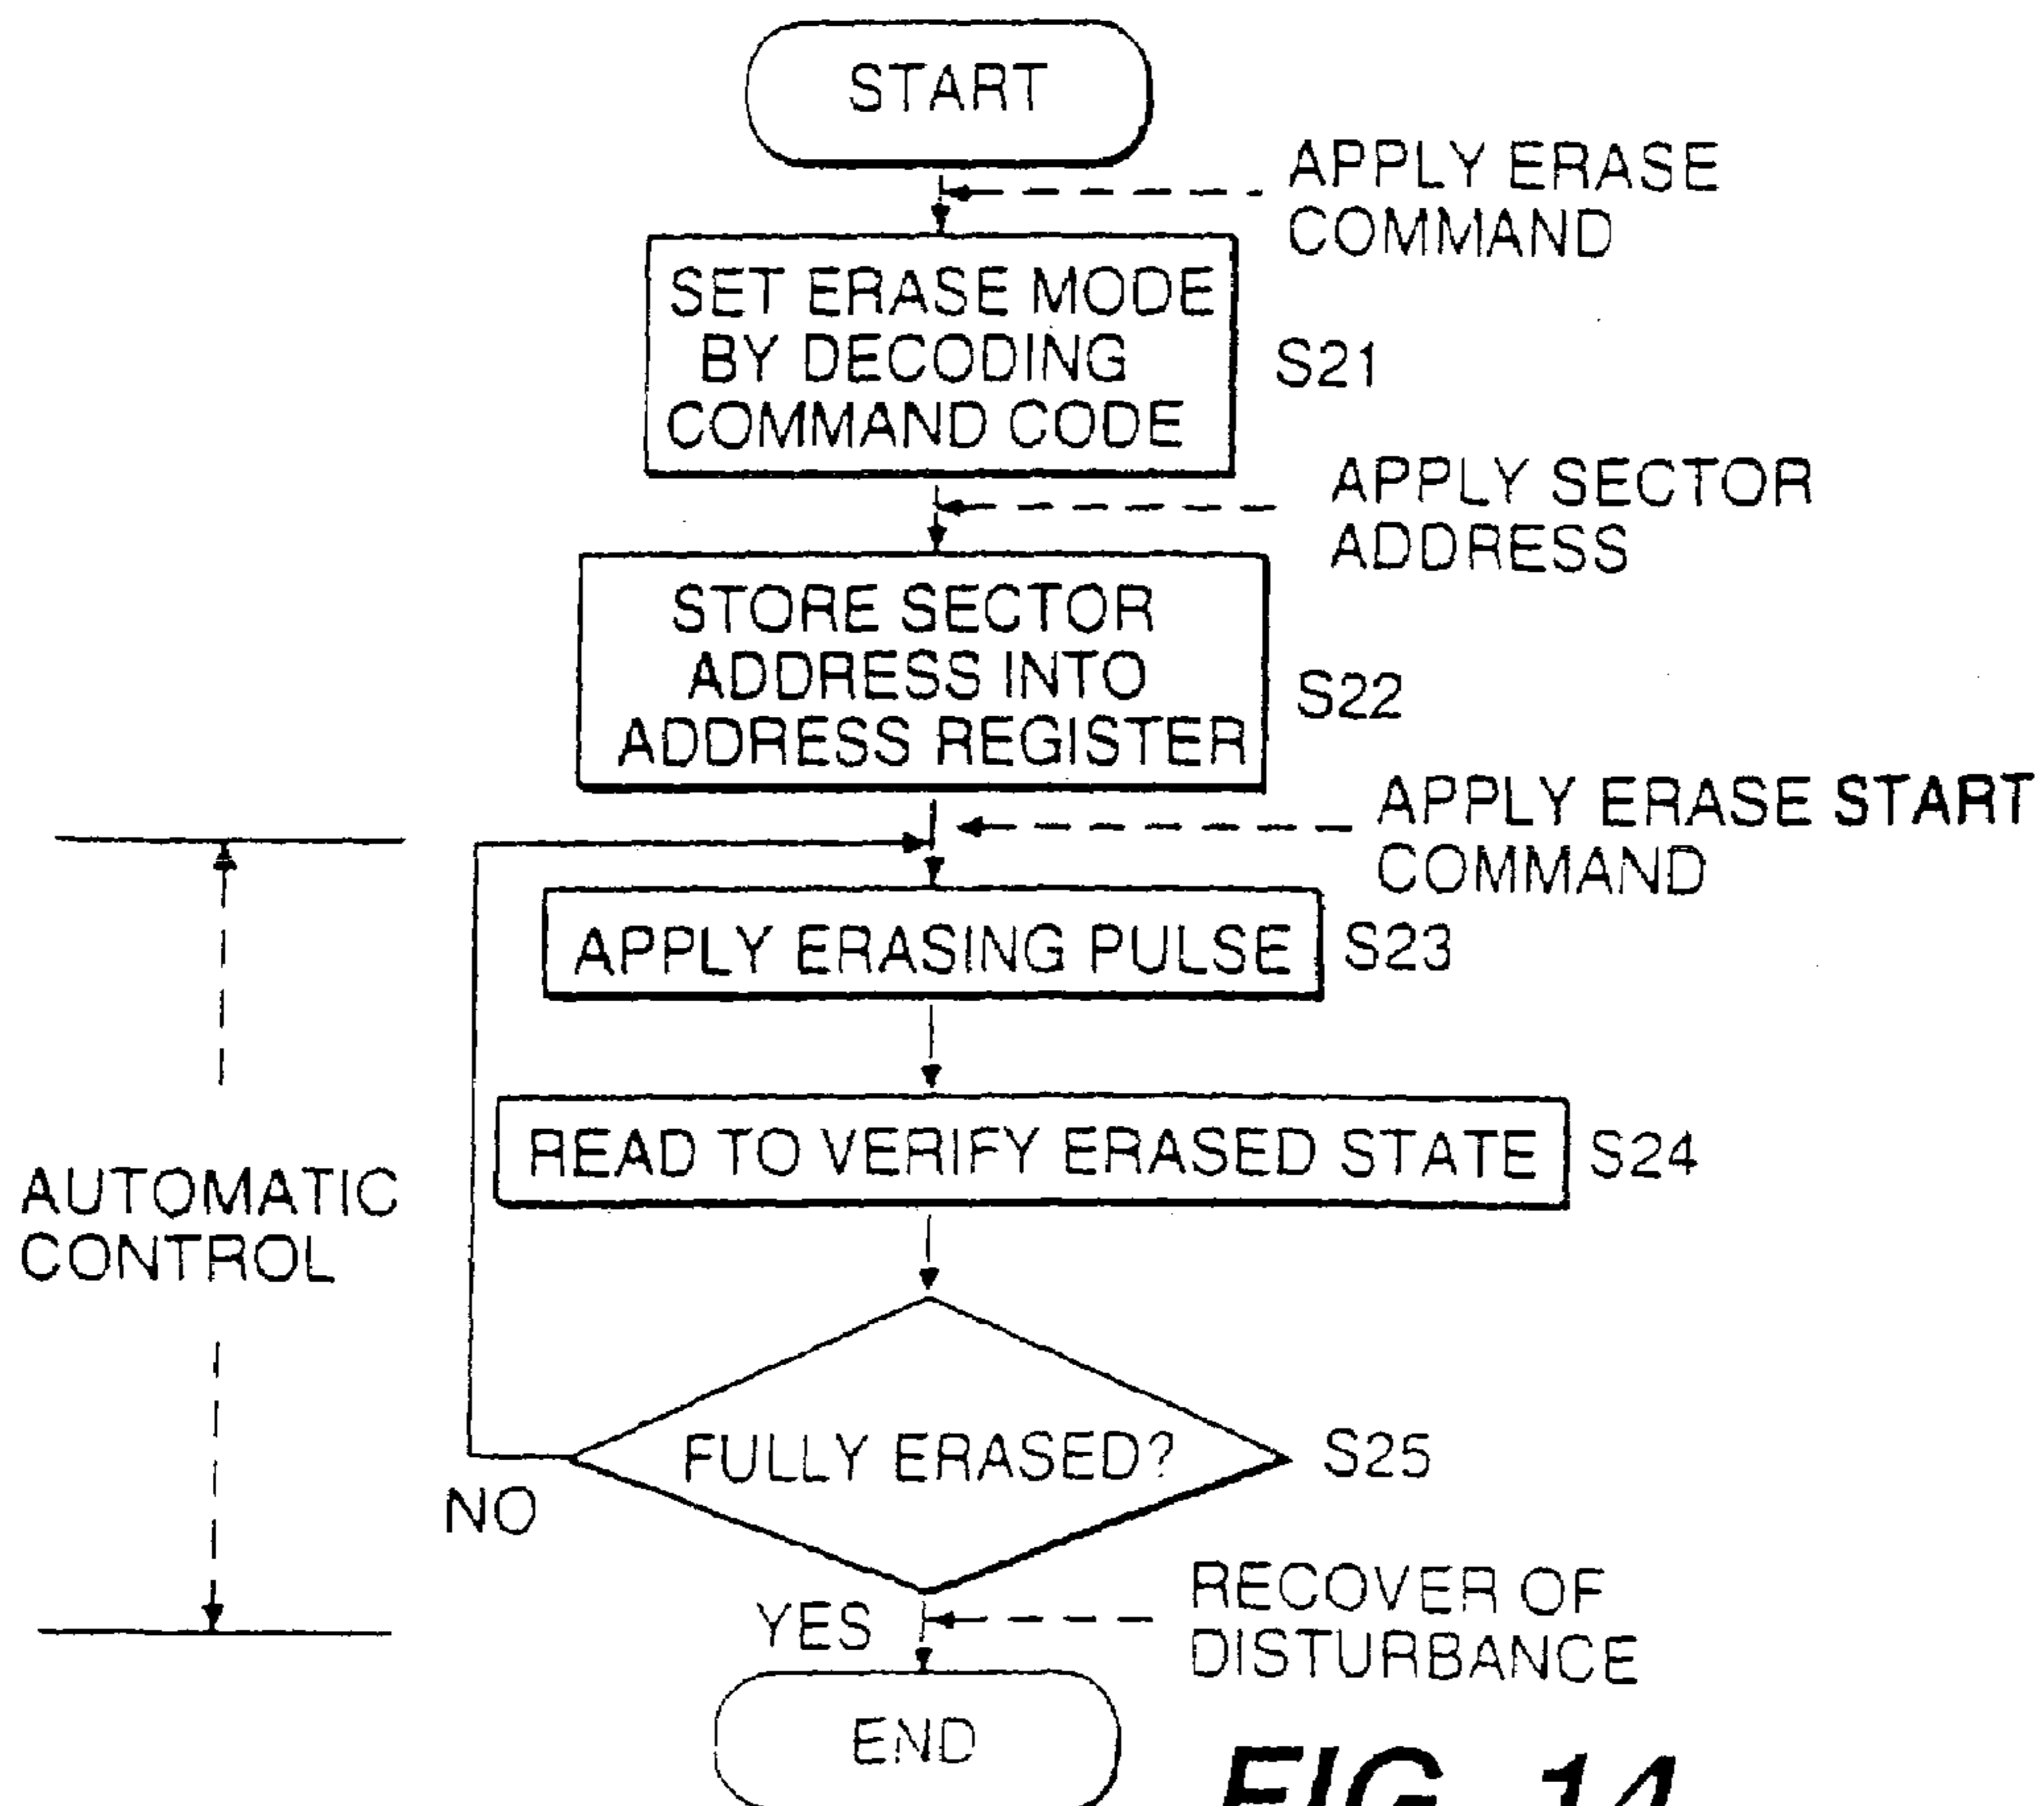 START
APPLY ERASE
COMMAND
SET ERASE MODE
BY DECODING
COMMAND CODE
S21
APPLY SECTOR
ADDRESS
STORE SECTOR
ADDRESS INTO
ADDRESS REGISTER
S22
APPLY ERASE START
COMMAND
APPLY ERASING PULSE
S23
READ TO VERIFY ERASED STATE
S24
AUTOMATIC
CONTROL
FULLY ERASED?
S25
NO
YES
RECOVER OF
DISTURBANCE
END
FIG. 14